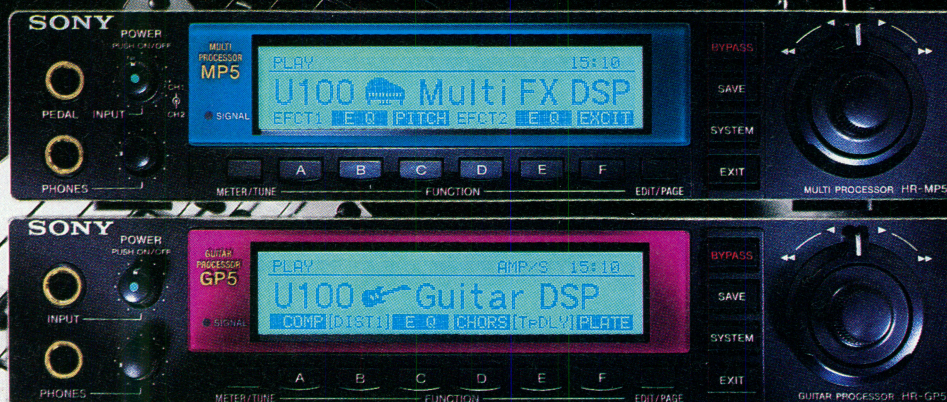 SONY
POWER
PUSH ON/OFF
MULTI
PROCESSOR
MP5
SIGNAL
PEDAL INPUT
CH1
CH2
PHONES
PLAY 15:10
U100 Multi FX DSP
EFCT1 E Q PITCH EFCT2 E Q EXCIT
A B C D E F
METER/TUNE FUNCTION EDIT/PAGE
BYPASS
SAVE
SYSTEM
EXIT
MULTI PROCESSOR HR-MP5
SONY
POWER
PUSH ON/OFF
GUITAR
PROCESSOR
GP5
SIGNAL
INPUT
PHONES
PLAY AMP/S 15:10
U100 Guitar DSP
COMP [DIST1] E Q CHORS [TpDLY] PLATE
A B C D E F
METER/TUNE FUNCTION EDIT/PAGE
BYPASS
SAVE
SYSTEM
EXIT
GUITAR PROCESSOR HR-GP5